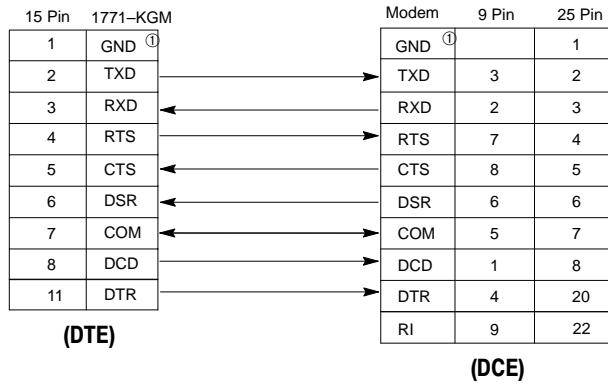 15 Pin 1771–KGM
1 GND ①
2 TXD
3 RXD
4 RTS
5 CTS
6 DSR
7 COM
8 DCD
11 DTR
(DTE)
Modem 9 Pin 25 Pin
GND ① 1
TXD 3 2
RXD 2 3
RTS 7 4
CTS 8 5
DSR 6 6
COM 5 7
DCD 1 8
DTR 4 20
RI 9 22
(DCE)